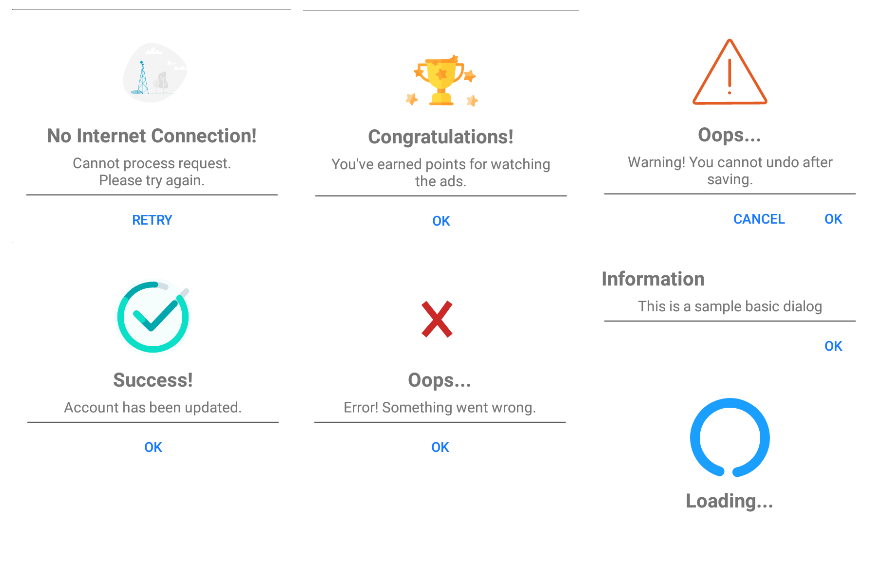 No Internet Connection!
Cannot process request.
Please try again.
RETRY
Congratulations!
You've earned points for watching
the ads.
OK
Oops...
Warning! You cannot undo after
saving.
CANCEL OK
Success!
Account has been updated.
OK
Oops...
Error! Something went wrong.
OK
Information
This is a sample basic dialog
OK
Loading...